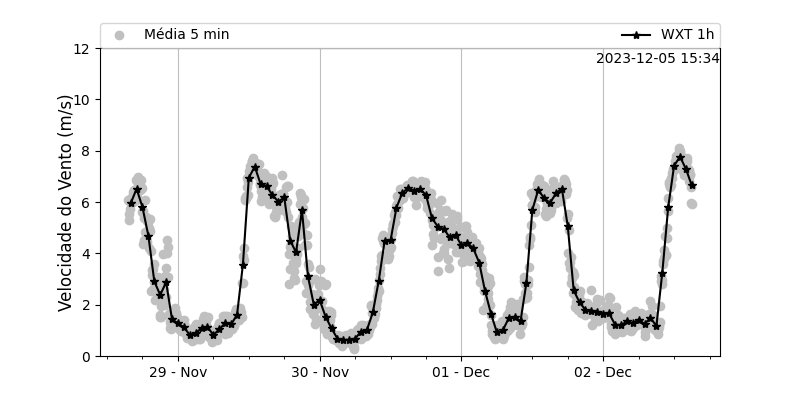 Média 5 min WXT 1h
2023-12-05 15:34
Velocidade do Vento (m/s)
12
10
8
6
4
2
0
29 - Nov 30 - Nov 01 - Dec 02 - Dec